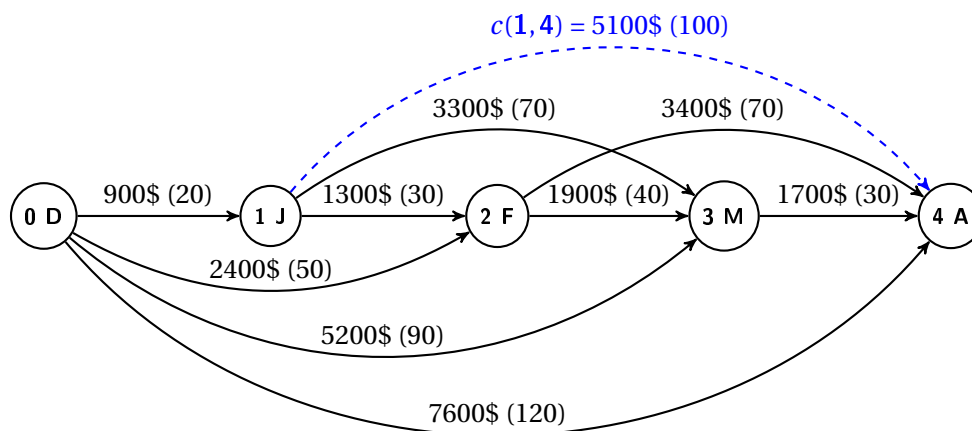 c(1, 4) = 5100$ (100)
3300$ (70)
3400$ (70)
900$ (20)
1300$ (30)
1900$ (40)
1700$ (30)
0 D
1 J
2 F
3 M
4 A
2400$ (50)
5200$ (90)
7600$ (120)